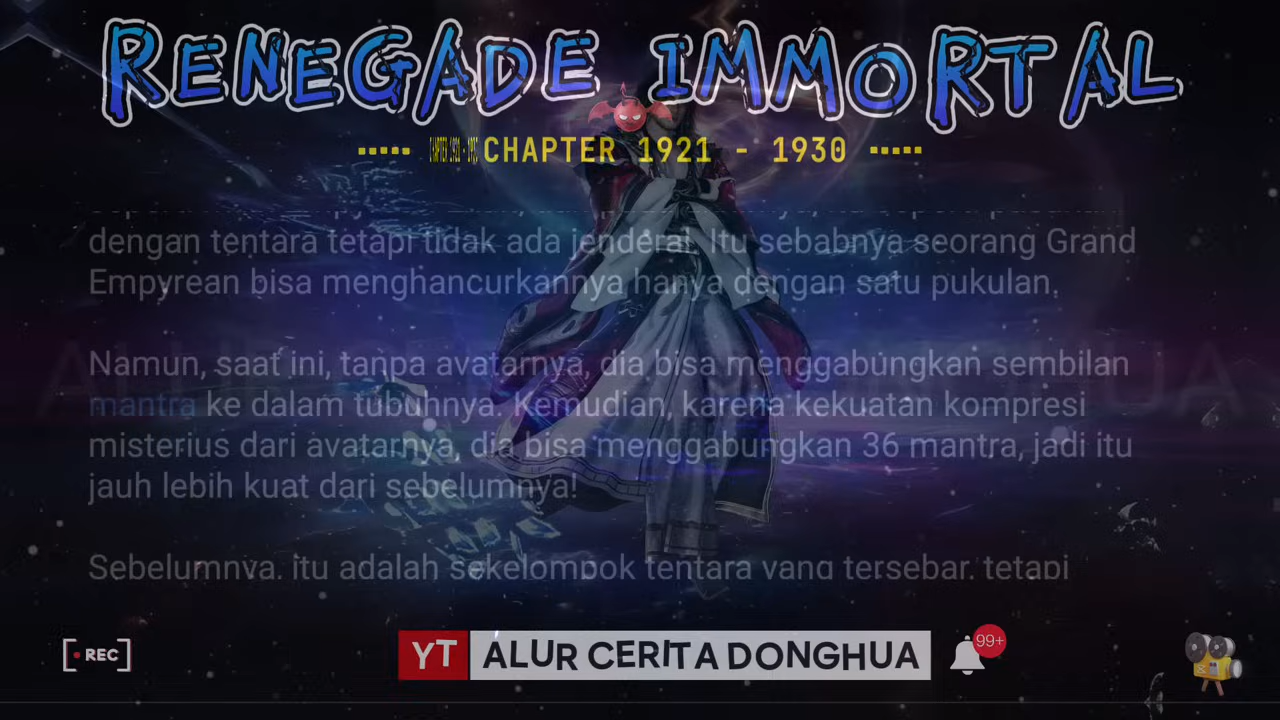 RENEGADE IMMORTAL
CHAPTER 1921 - 1930
dengan tentara tetapi tidak ada jenderal. Itu sebabnya seorang Grand
Empyrean bisa menghancurkannya hanya dengan satu pukulan.
Namun, saat ini, tanpa avatarnya, dia bisa menggabungkan sembilan
mantra ke dalam tubuhnya. Kemudian, karena kekuatan kompresi
misterius dari avatarnya, dia bisa menggabungkan 36 mantra, jadi itu
jauh lebih kuat dari sebelumnya!
Sebelumnya, itu adalah sekelompok tentara yang tersebar, tetapi
REC
YT ALUR CERITA DONGHUA
99+